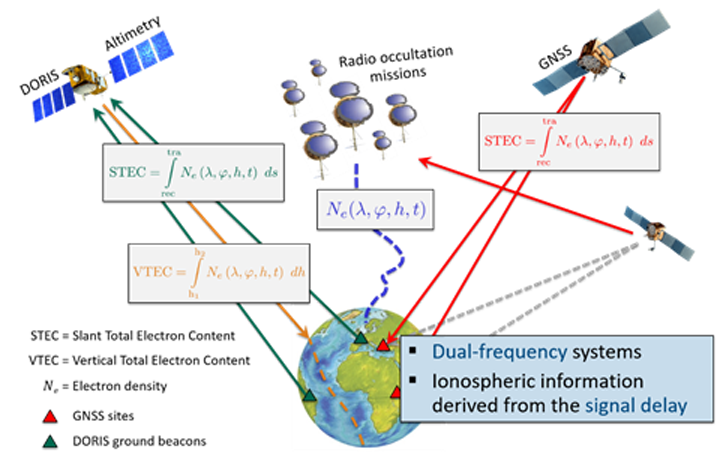 DORIS
Altimetry
Radio occultation
missions
GNSS
STEC = ∫_{rec}^{tra} N_e (λ, φ, h, t) ds
STEC = ∫_{rec}^{tra} N_e (λ, φ, h, t) ds
N_e(λ, φ, h, t)
VTEC = ∫_{h_1}^{h_2} N_e (λ, φ, h, t) dh
STEC = Slant Total Electron Content
VTEC = Vertical Total Electron Content
N_e = Electron density
GNSS sites
DORIS ground beacons
▪ Dual-frequency systems
▪ Ionospheric information
derived from the signal delay